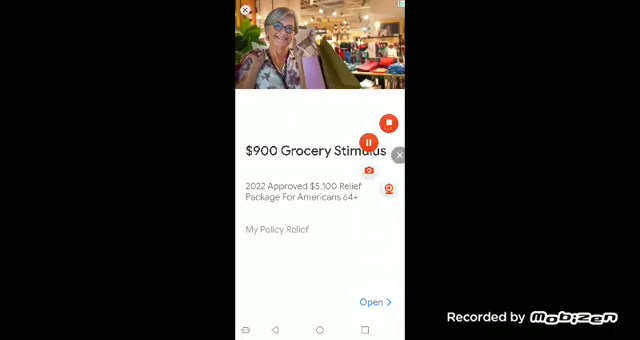 $900 Grocery Stimulus
2022 Approved $5,100 Relief
Package For Americans 64+
My Policy Relief
Open
Recorded by Mobizen